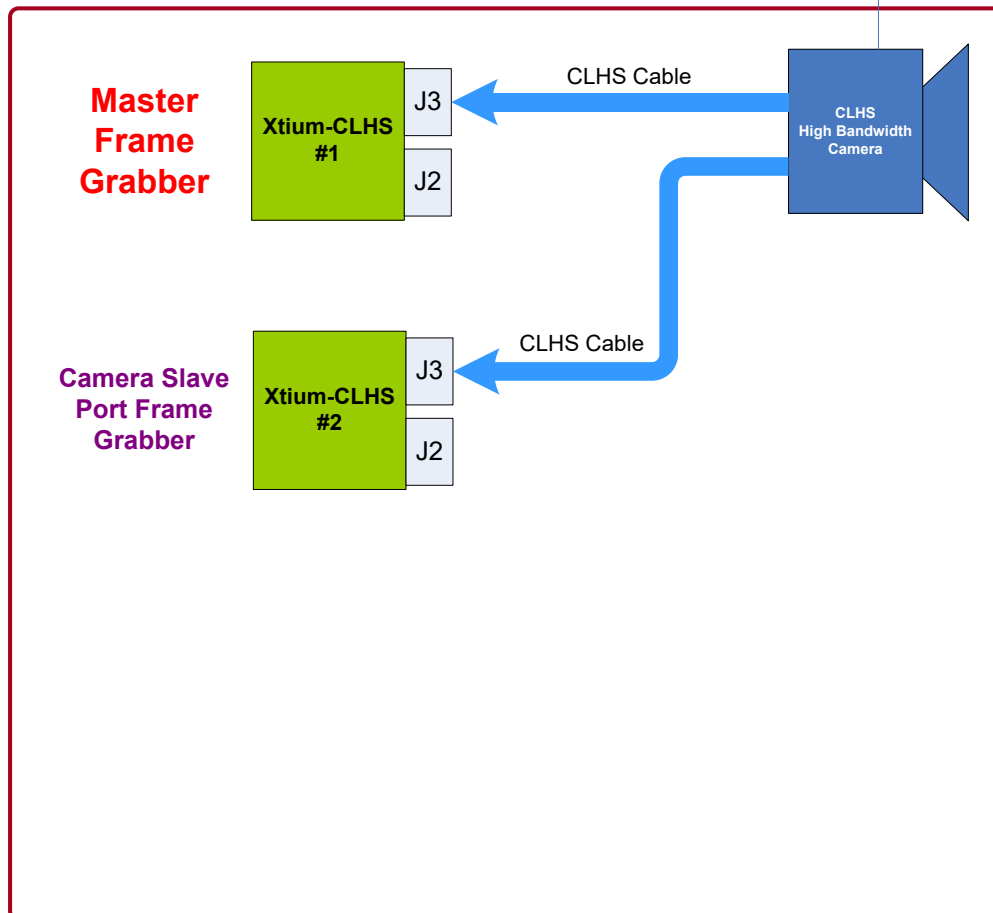 Master
Frame
Grabber
Xtium-CLHS
#1
J3
J2
CLHS Cable
CLHS
High Bandwidth
Camera
Camera Slave
Port Frame
Grabber
Xtium-CLHS
#2
J3
J2
CLHS Cable